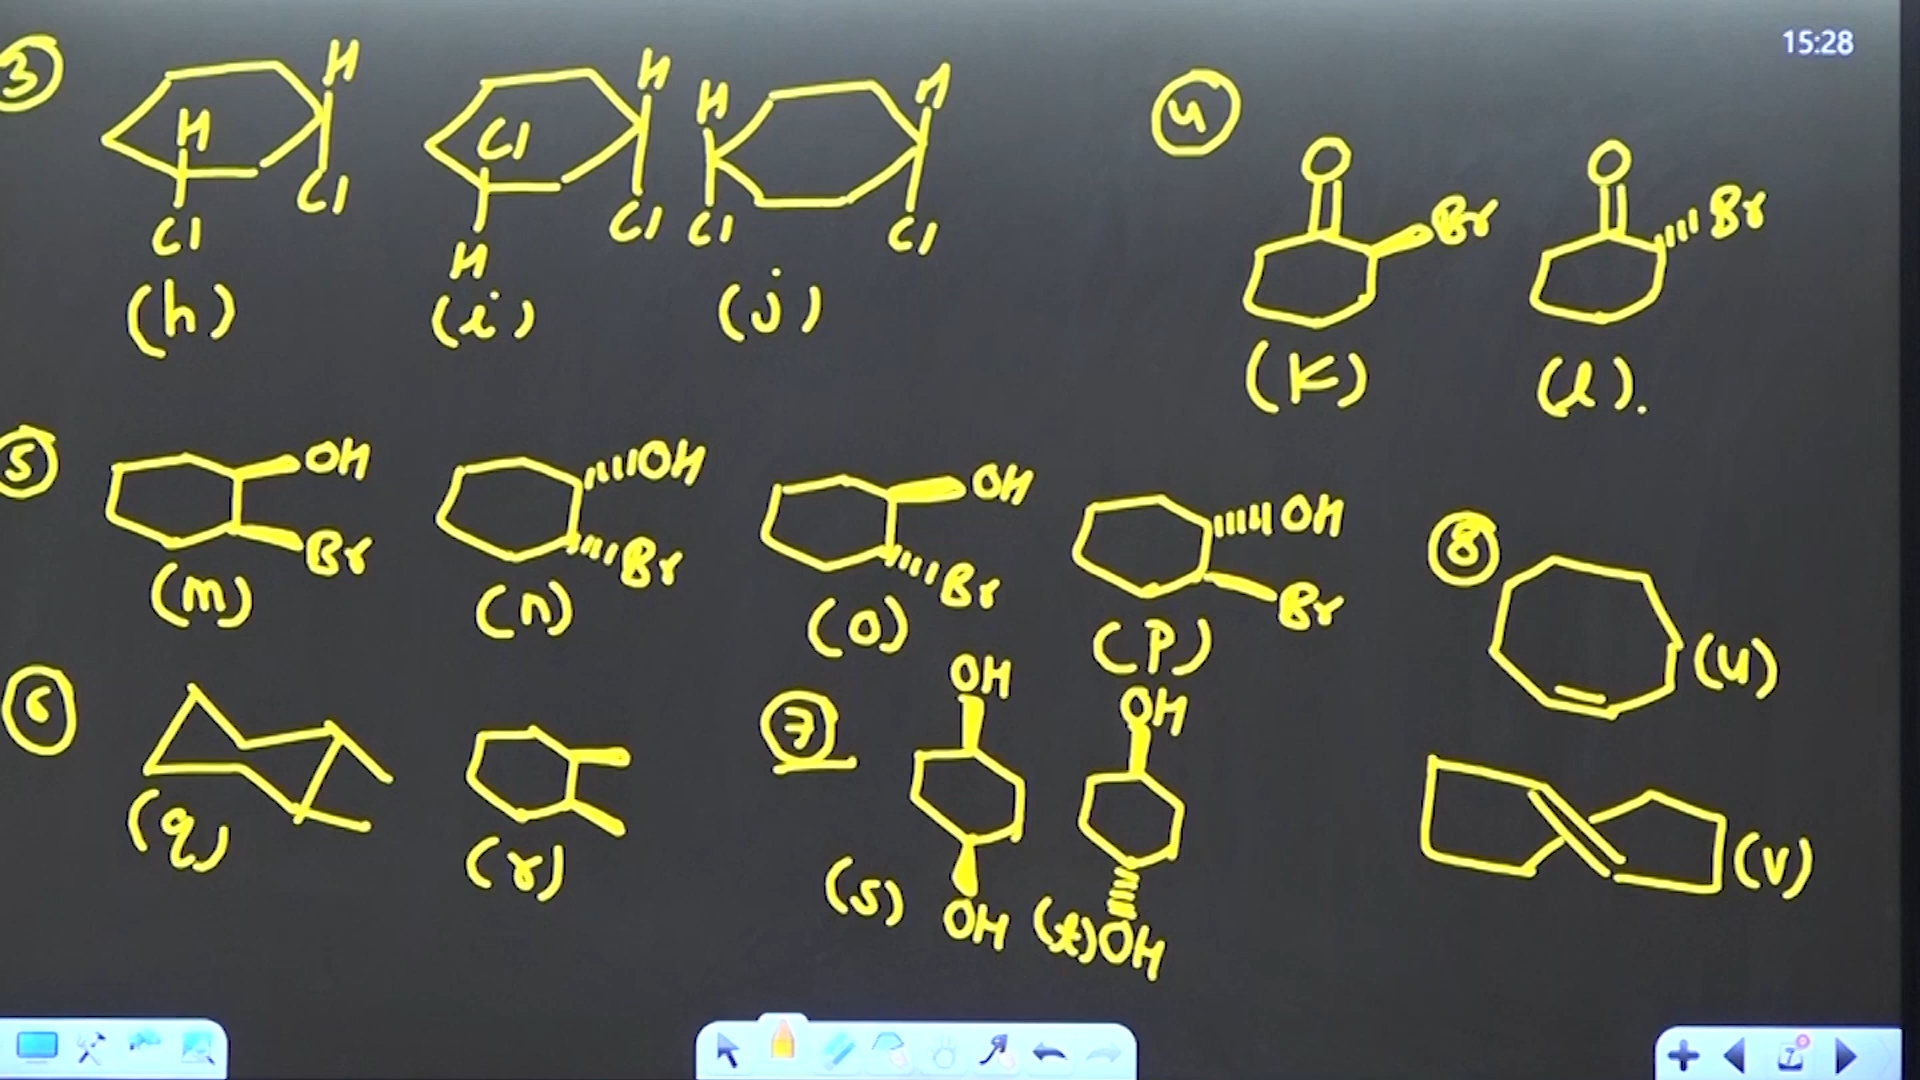 15:28
3
H H
Cl Cl
(h)
Cl H
H Cl
(i)
H H
Cl Cl
(j)
4
O
Br
(K)
O
Br
(l).
5
OH
Br
(m)
OH
Br
(n)
OH
Br
(o)
OH
Br
(P)
6
(q)
(r)
7
OH
OH
(s)
OH
OH
(t)
8
(u)
(v)